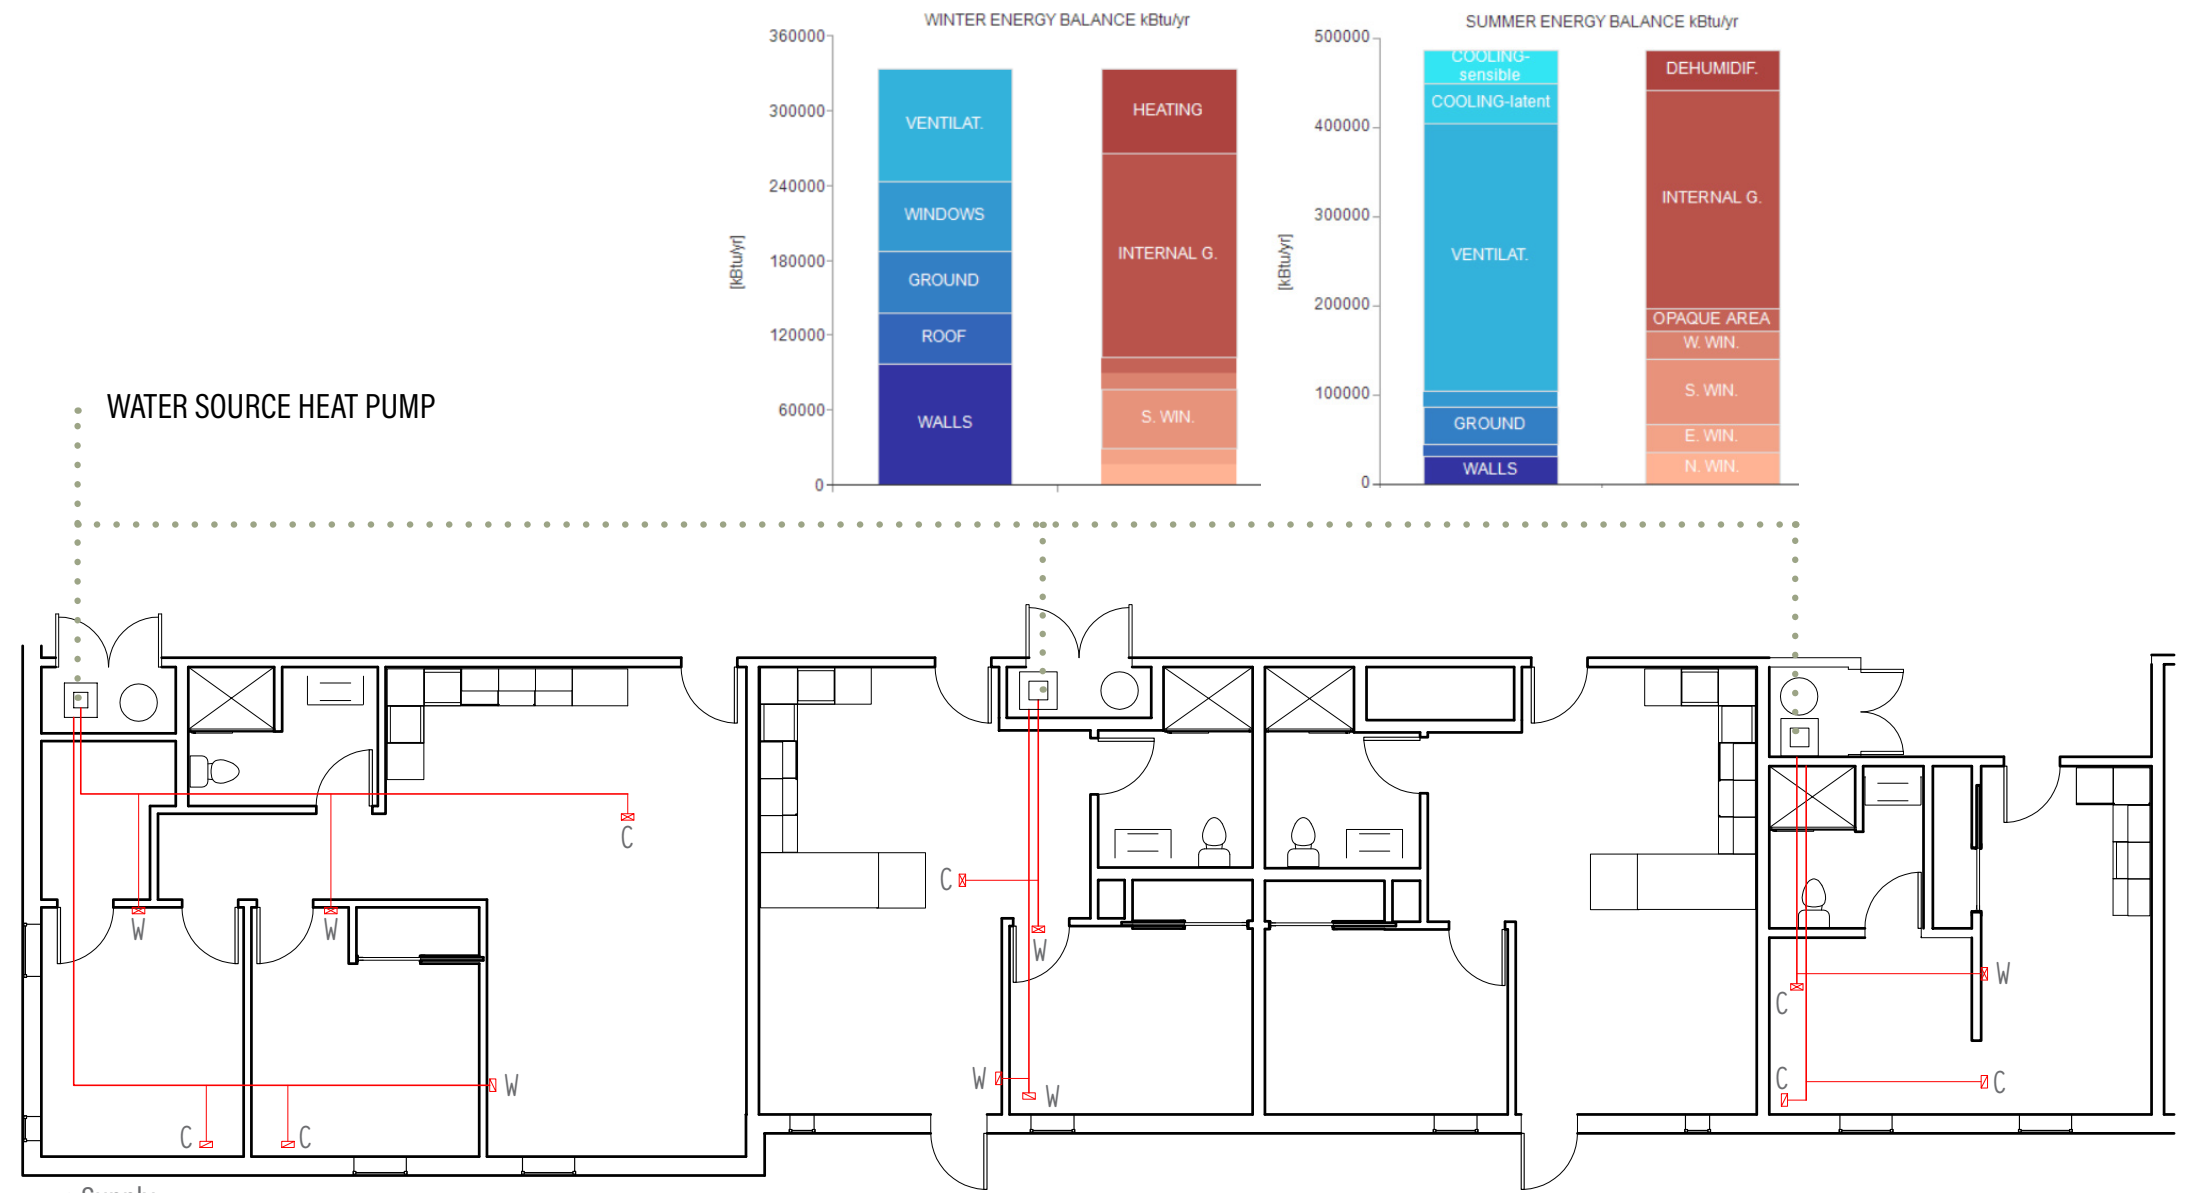 WINTER ENERGY BALANCE kBtu/yr
360000
300000
240000
180000
120000
60000
0
[kBtu/yr]
VENTILAT.
WINDOWS
GROUND
ROOF
WALLS
HEATING
INTERNAL G.
S. WIN.
SUMMER ENERGY BALANCE kBtu/yr
500000
400000
300000
200000
100000
0
[kBtu/yr]
COOLING-
sensible
COOLING-latent
VENTILAT.
GROUND
WALLS
DEHUMIDIF.
INTERNAL G.
OPAQUE AREA
W. WIN.
S. WIN.
E. WIN.
N. WIN.
WATER SOURCE HEAT PUMP
C
W
W
W
C
C
C
W
W
W
W
C
C
C
Supply